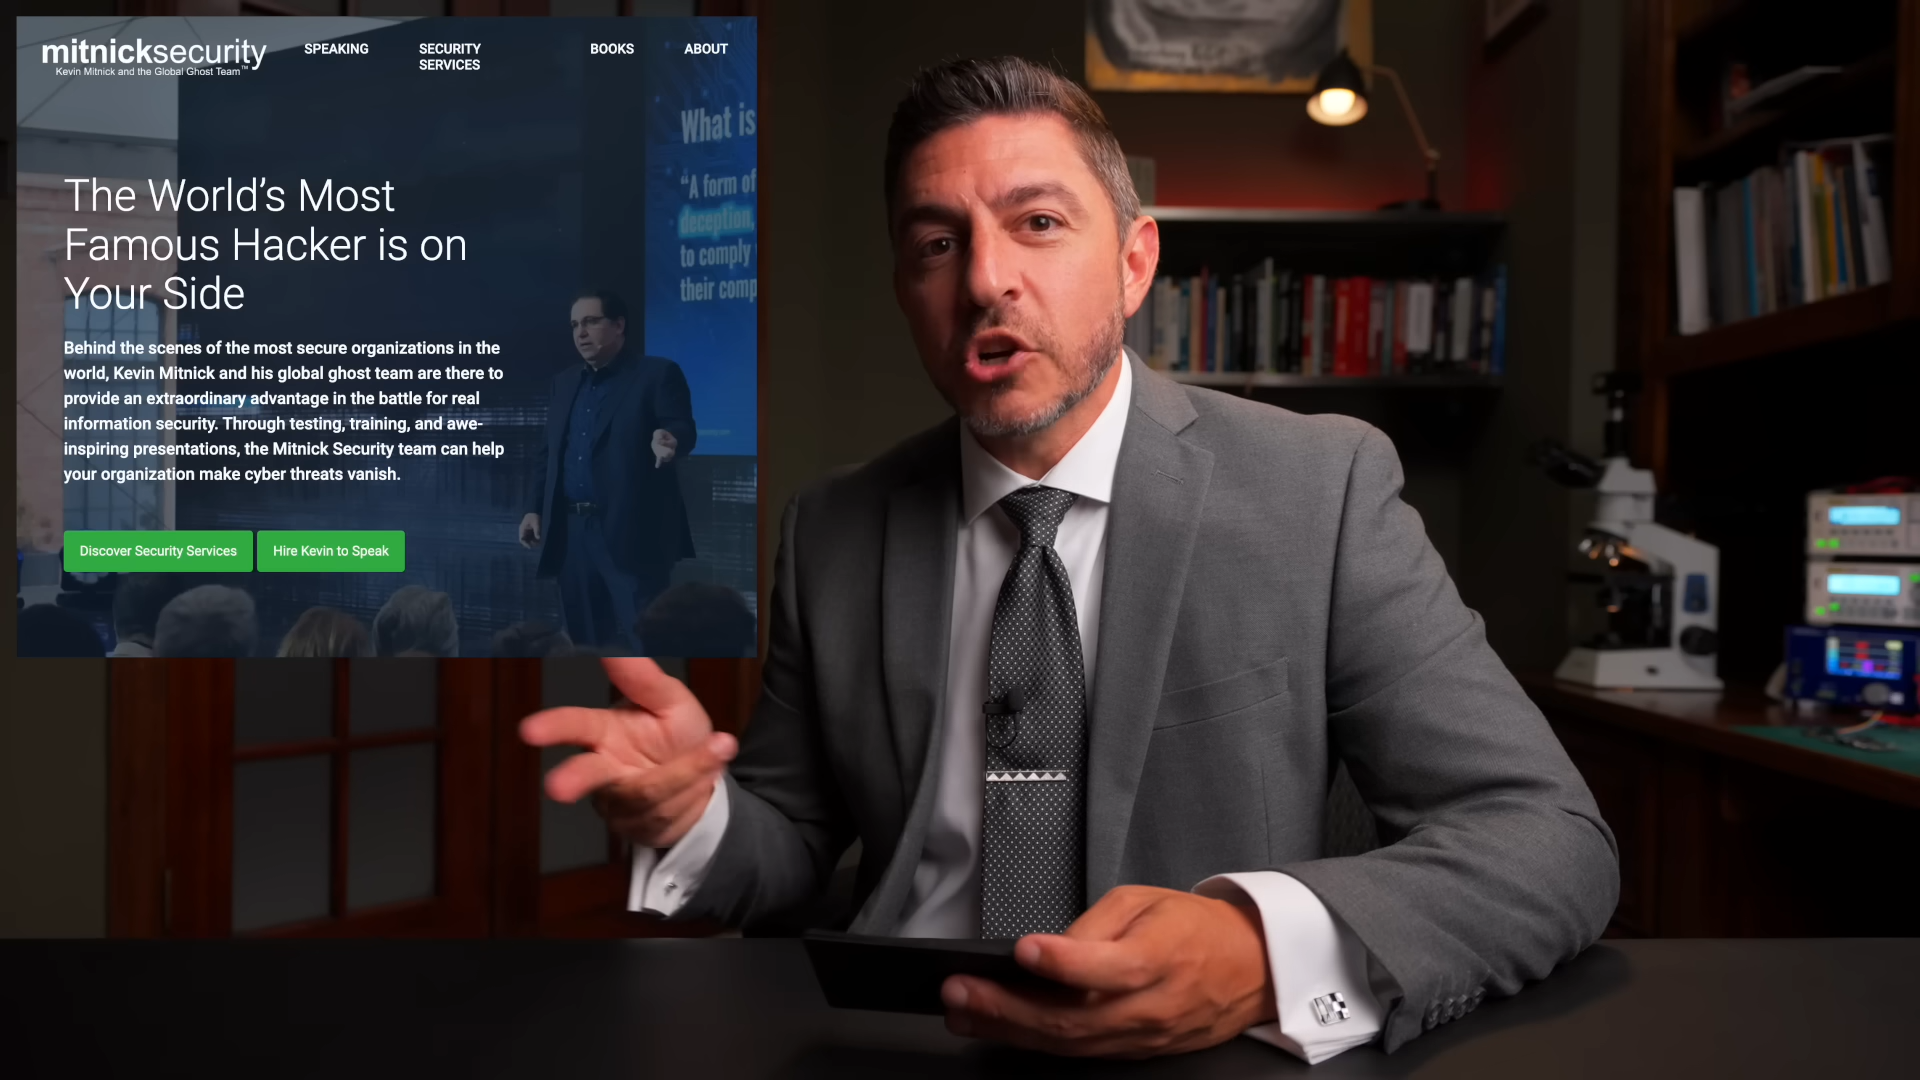 mitnicksecurity
Kevin Mitnick and the Global Ghost Team™
SPEAKING
SECURITY
SERVICES
BOOKS
ABOUT
The World's Most
Famous Hacker is on
Your Side
Behind the scenes of the most secure organizations in the
world, Kevin Mitnick and his global ghost team are there to
provide an extraordinary advantage in the battle for real
information security. Through testing, training, and awe-
inspiring presentations, the Mitnick Security team can help
your organization make cyber threats vanish.
Discover Security Services
Hire Kevin to Speak
What is
“A form of
deception,
to comply
their comp